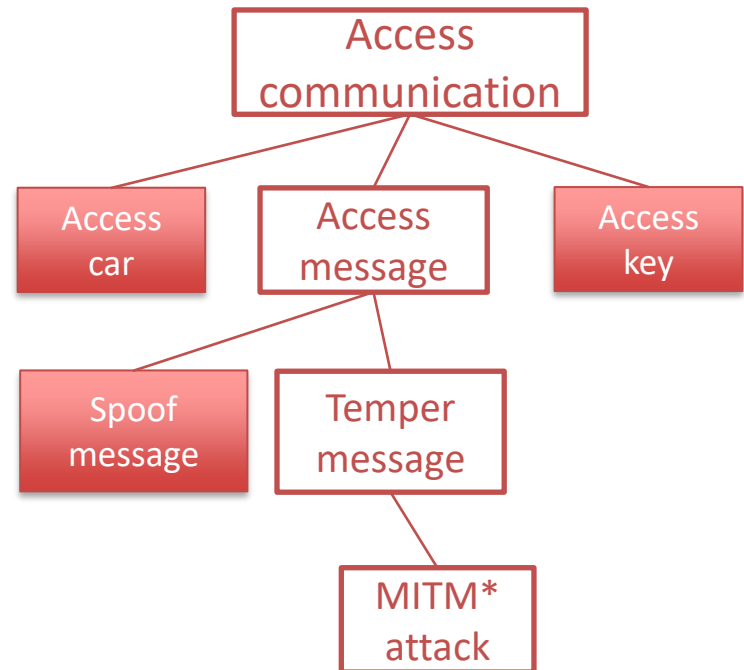 Access
communication
Access
car
Access
message
Access
key
Spoof
message
Temper
message
MITM*
attack